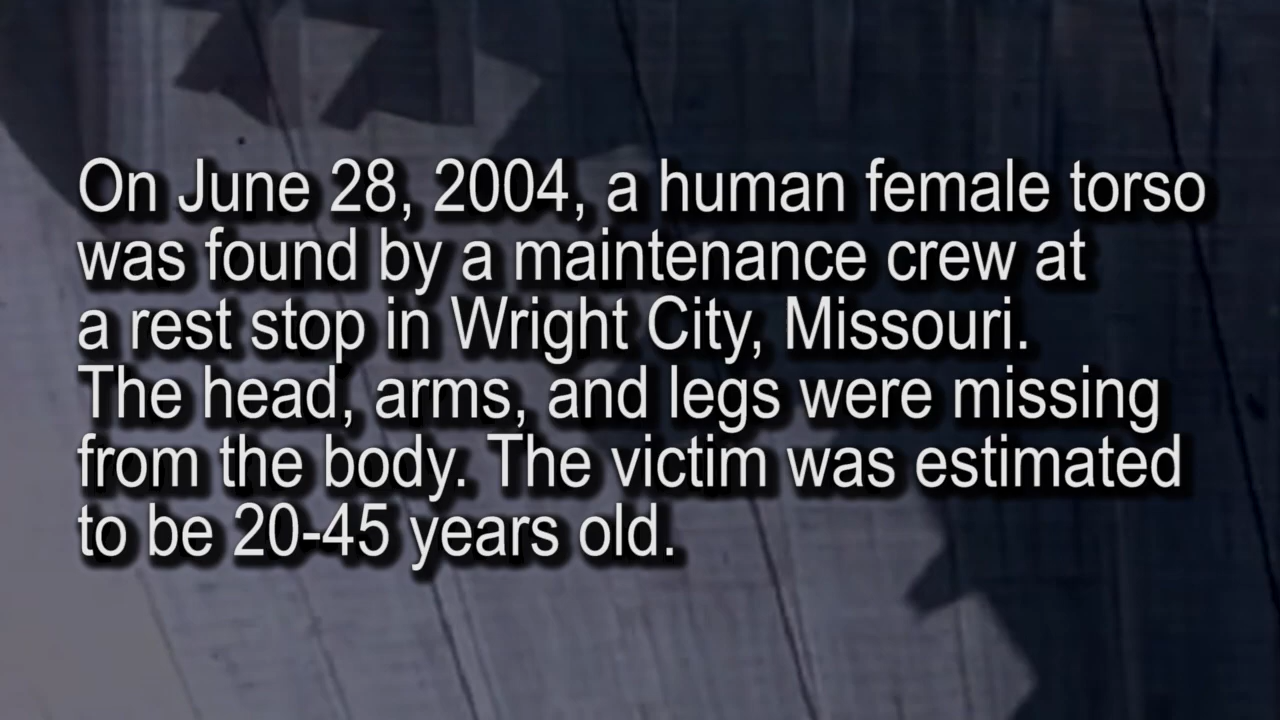 On June 28, 2004, a human female torso
was found by a maintenance crew at
a rest stop in Wright City, Missouri.
The head, arms, and legs were missing
from the body. The victim was estimated
to be 20-45 years old.